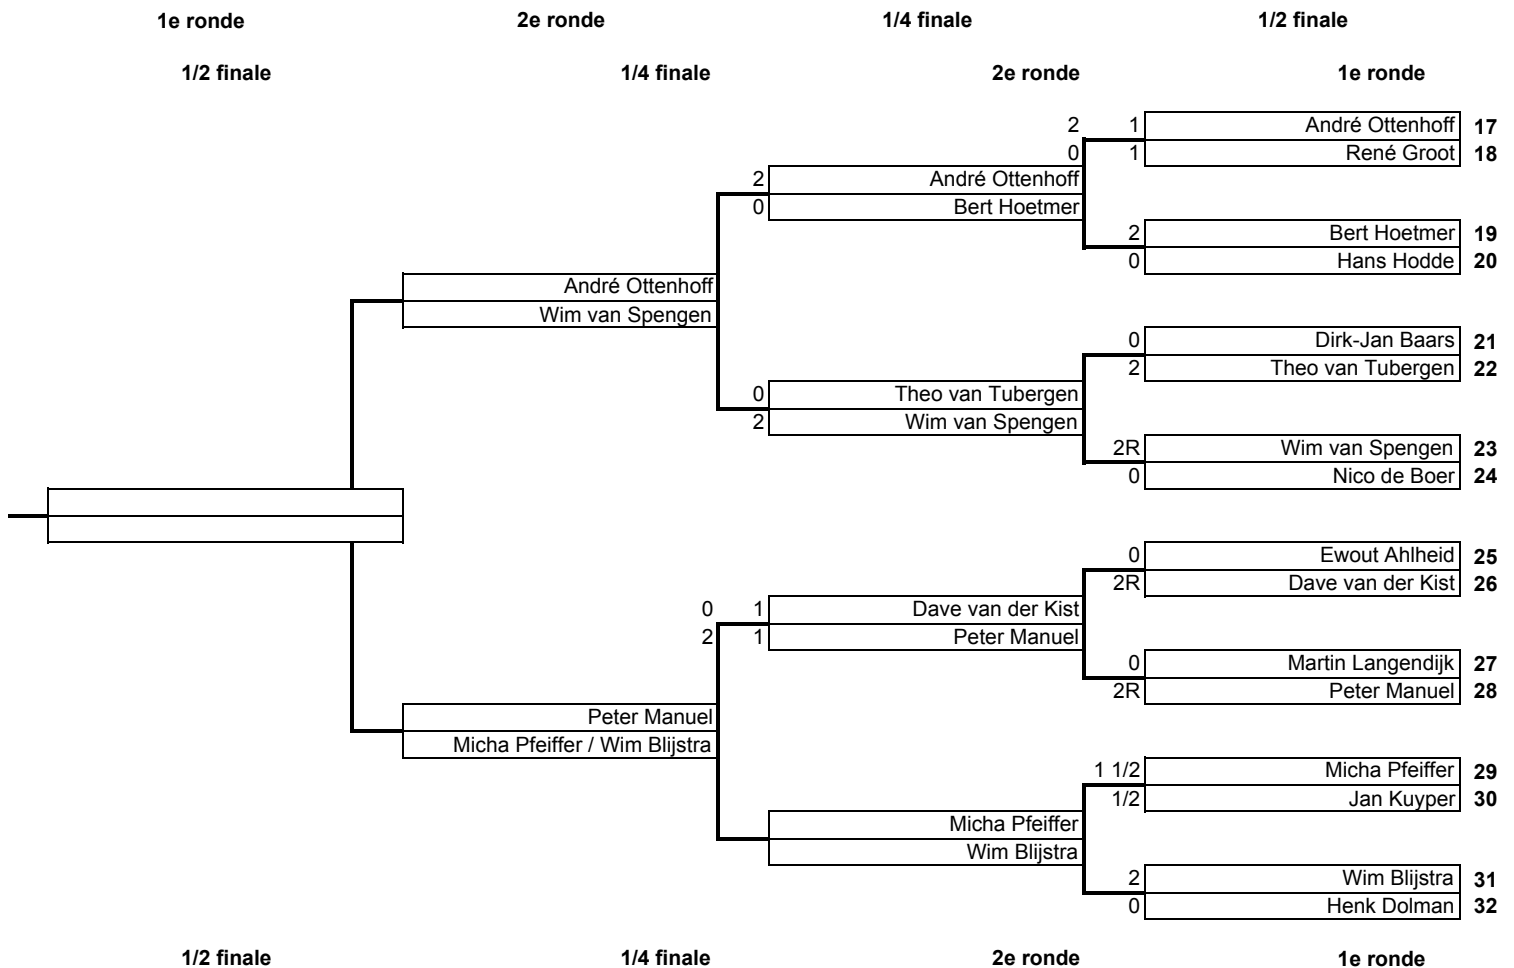 1e ronde 2e ronde 1/4 finale 1/2 finale
1/2 finale 1/4 finale 2e ronde 1e ronde
2 1 André Ottenhoff 17
0 1 René Groot 18
2 André Ottenhoff
0 Bert Hoetmer
2 Bert Hoetmer 19
0 Hans Hodde 20
André Ottenhoff
Wim van Spengen
0 Dirk-Jan Baars 21
2 Theo van Tubergen 22
0 Theo van Tubergen
2 Wim van Spengen
2R Wim van Spengen 23
0 Nico de Boer 24
0 Ewout Ahlheid 25
2R Dave van der Kist 26
0 1 Dave van der Kist
2 1 Peter Manuel
0 Martin Langendijk 27
2R Peter Manuel 28
Peter Manuel
Micha Pfeiffer / Wim Blijstra
1 1/2 Micha Pfeiffer 29
1/2 Jan Kuyper 30
Micha Pfeiffer
Wim Blijstra
2 Wim Blijstra 31
0 Henk Dolman 32
1/2 finale 1/4 finale 2e ronde 1e ronde